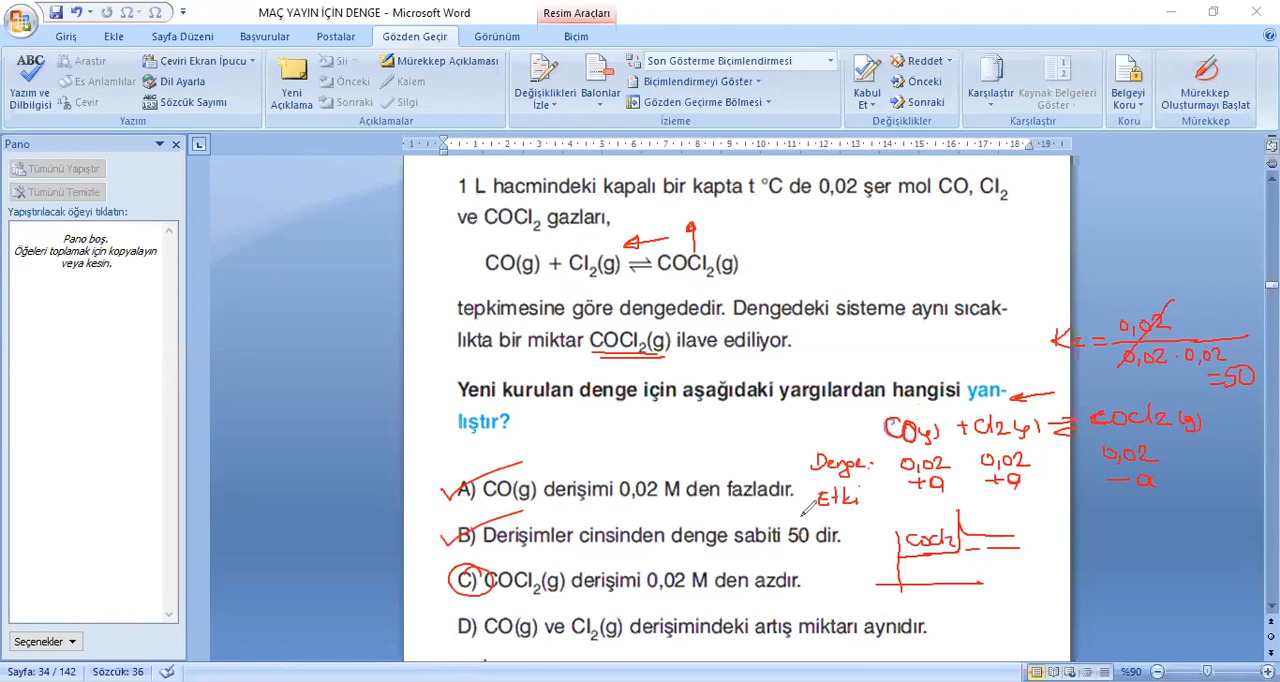 MAÇ YAYIN İÇİN DENGE - Microsoft Word
Resim Araçları
Giriş Ekle Sayfa Düzeni Başvurular Postalar Gözden Geçir Görünüm Biçim
ABC
Yazım ve Dilbilgisi
Araştır
Eş Anlamlılar
Çevir
Çeviri Ekran İpucu
Dil Ayarla
Sözcük Sayımı
Yazım
Yeni Açıklama
Sil
Önceki
Sonraki
Mürekkep Açıklaması
Kalem
Silgi
Açıklamalar
Değişiklikleri İzle
Balonlar
Son Gösterme Biçimlendirmesi
Biçimlendirmeyi Göster
Gözden Geçirme Bölmesi
İzleme
Kabul Et
Reddet
Önceki
Sonraki
Değişiklikler
Karşılaştır
Kaynak Belgeleri Göster
Karşılaştır
Belgeyi Koru
Koru
Mürekkep Oluşturmayı Başlat
Mürekkep
Pano
Tümünü Yapıştır
Tümünü Temizle
Yapıştırılacak öğeyi tıklatın:
Pano boş.
Öğeleri toplamak için kopyalayın
veya kesin.
Seçenekler
1 L hacmindeki kapalı bir kapta t °C de 0,02 şer mol CO, Cl2
ve COCl2 gazları,
CO(g) + Cl2(g) ⇌ COCl2(g)
tepkimesine göre dengededir. Dengedeki sisteme aynı sıcak-
lıkta bir miktar COCl2(g) ilave ediliyor.
Yeni kurulan denge için aşağıdaki yargılardan hangisi yan-
lıştır?
A) CO(g) derişimi 0,02 M den fazladır.
B) Derişimler cinsinden denge sabiti 50 dir.
C) COCl2(g) derişimi 0,02 M den azdır.
D) CO(g) ve Cl2(g) derişimindeki artış miktarı aynıdır.
Kc = 0,02
0,02 . 0,02
=50
CO(g) + Cl2(g) ⇌ COCl2(g)
Denge: 0,02 0,02 0,02
Etki +a +a -a
COCl2
Sayfa: 34 / 142 Sözcük: 36 %90